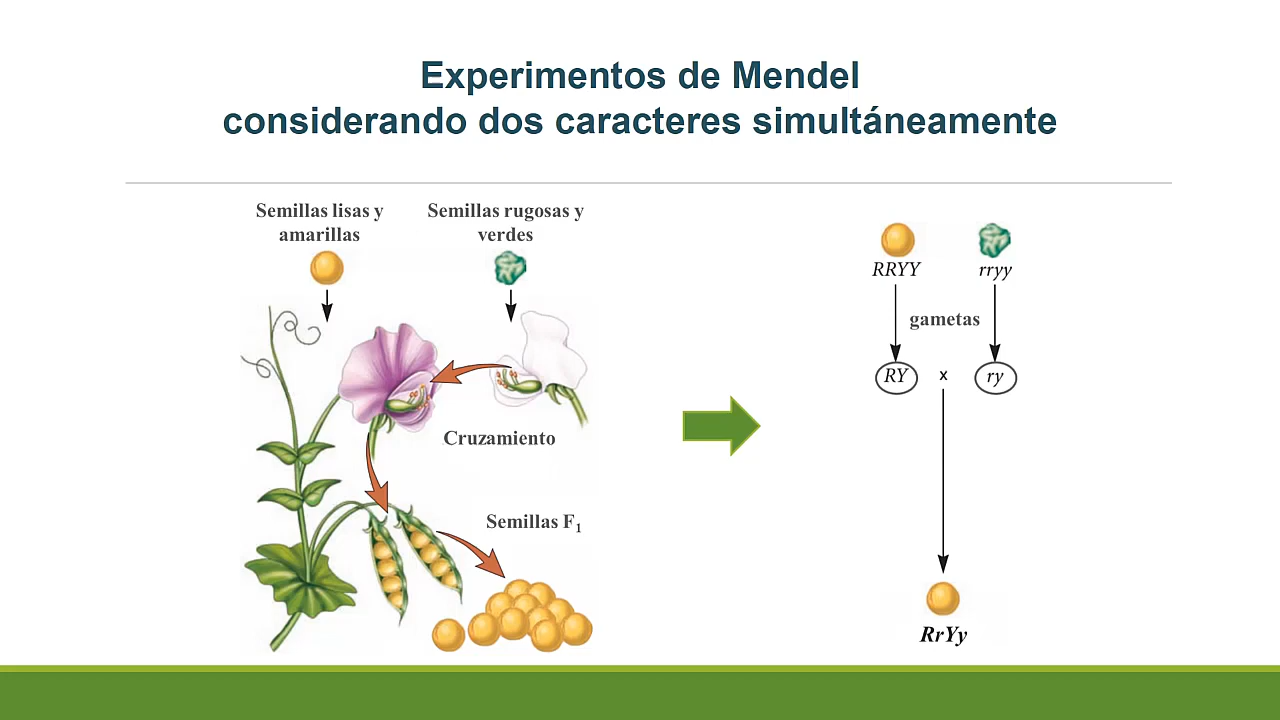 Experimentos de Mendel
considerando dos caracteres simultáneamente
Semillas lisas y
amarillas
Semillas rugosas y
verdes
Cruzamiento
Semillas F₁
RRYY
rryy
gametas
RY
x
ry
RrYy